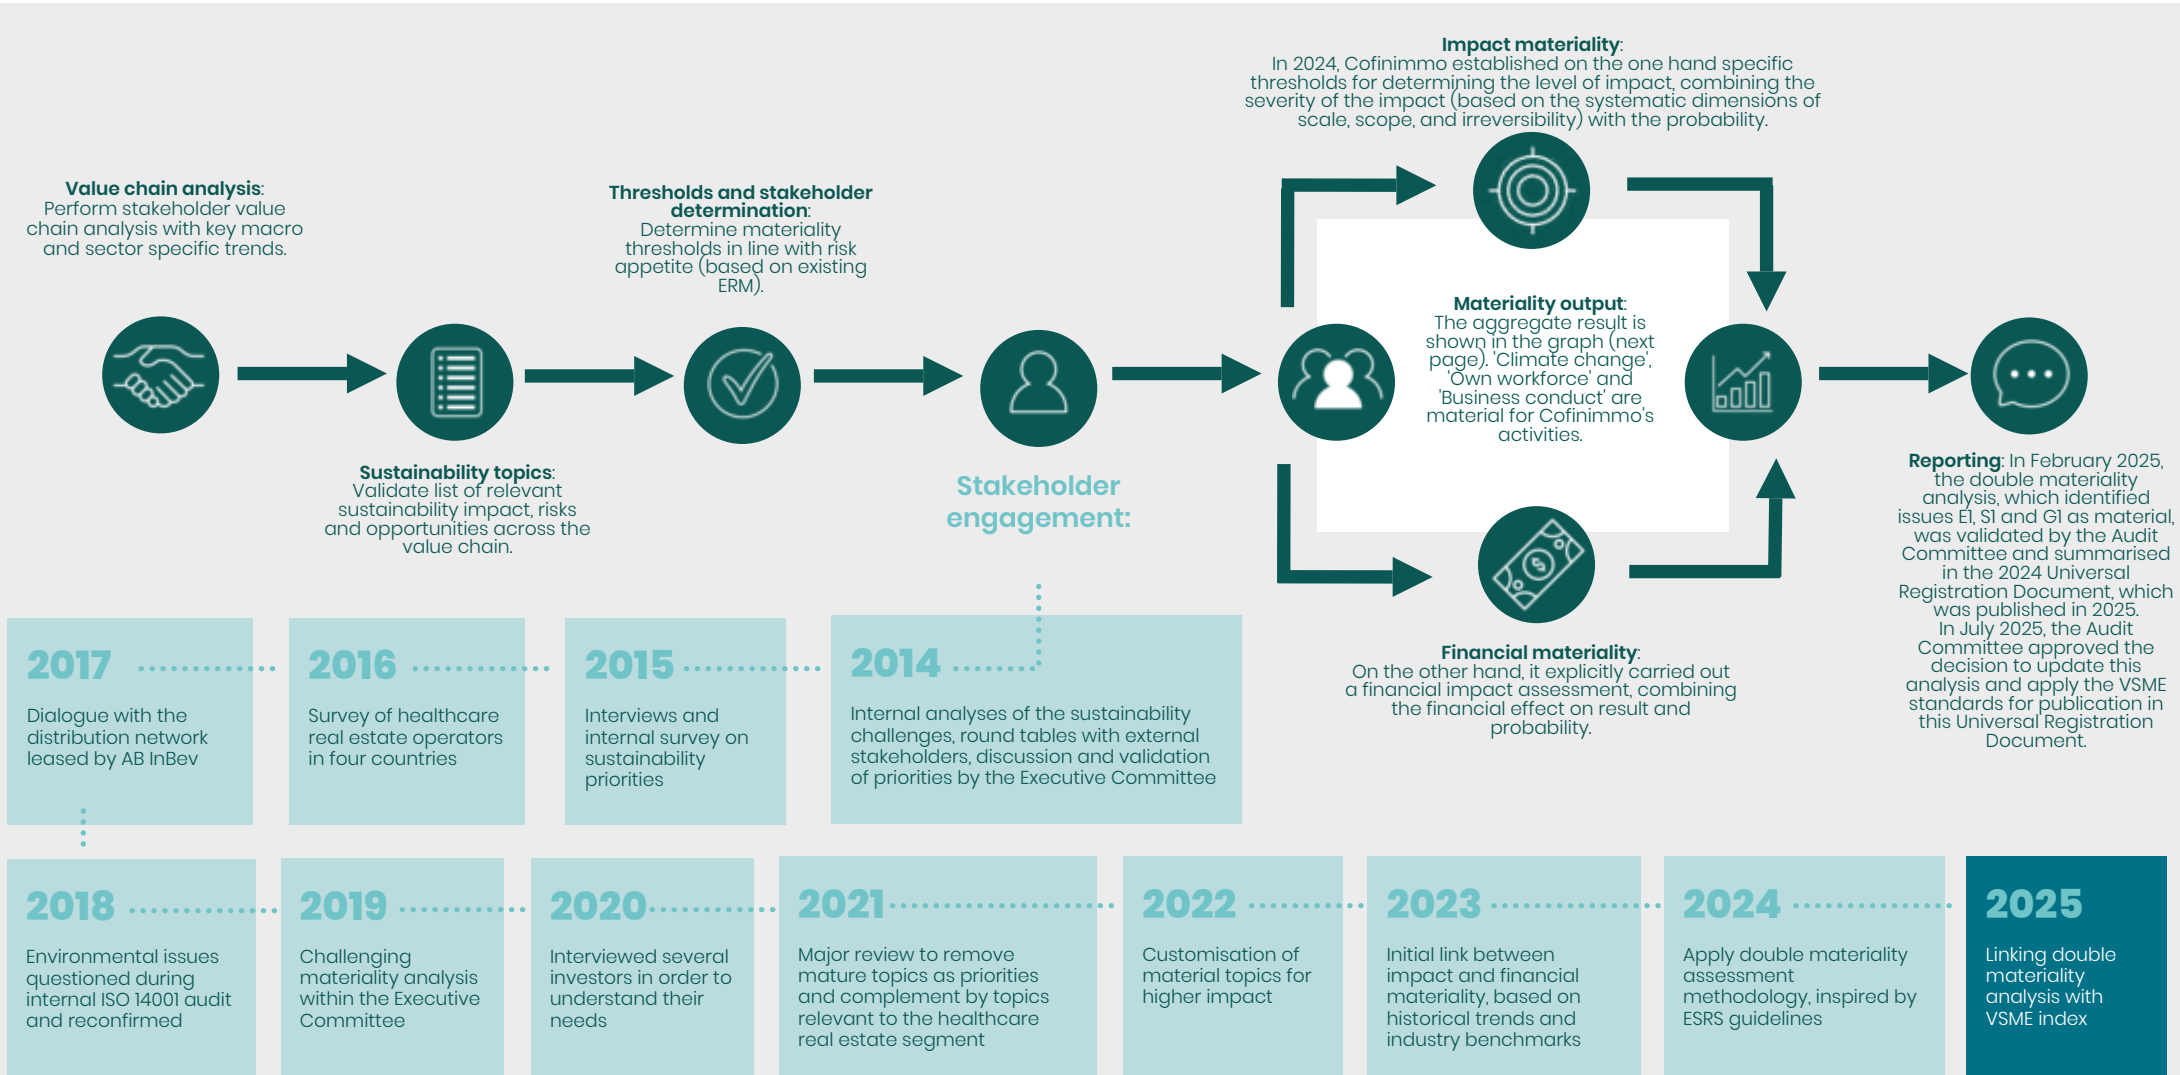 Impact materiality:
In 2024, Cofinimmo established on the one hand specific
thresholds for determining the level of impact, combining the
severity of the impact (based on the systematic dimensions of
scale, scope, and irreversibility) with the probability.
Value chain analysis:
Perform stakeholder value
chain analysis with key macro
and sector specific trends.
Thresholds and stakeholder
determination:
Determine materiality
thresholds in line with risk
appetite (based on existing
ERM).
Materiality output:
The aggregate result is
shown in the graph (next
page). 'Climate change',
'Own workforce' and
'Business conduct' are
material for Cofinimmo's
activities.
Sustainability topics:
Validate list of relevant
sustainability impact, risks
and opportunities across the
value chain.
Stakeholder
engagement:
Reporting: In February 2025,
the double materiality
analysis, which identified
issues E1, S1 and G1 as material,
was validated by the Audit
Committee and summarised
in the 2024 Universal
Registration Document, which
was published in 2025.
In July 2025, the Audit
Committee approved the
decision to update this
analysis and apply the VSME
standards for publication in
this Universal Registration
Document.
Financial materiality:
On the other hand, it explicitly carried out
a financial impact assessment, combining
the financial effect on result and
probability.
2017
Dialogue with the
distribution network
leased by AB InBev
2016
Survey of healthcare
real estate operators
in four countries
2015
Interviews and
internal survey on
sustainability
priorities
2014
Internal analyses of the sustainability
challenges, round tables with external
stakeholders, discussion and validation
of priorities by the Executive Committee
2018
Environmental issues
questioned during
internal ISO 14001 audit
and reconfirmed
2019
Challenging
materiality analysis
within the Executive
Committee
2020
Interviewed several
investors in order to
understand their
needs
2021
Major review to remove
mature topics as priorities
and complement by topics
relevant to the healthcare
real estate segment
2022
Customisation of
material topics for
higher impact
2023
Initial link between
impact and financial
materiality, based on
historical trends and
industry benchmarks
2024
Apply double materiality
assessment
methodology, inspired by
ESRS guidelines
2025
Linking double
materiality
analysis with
VSME index